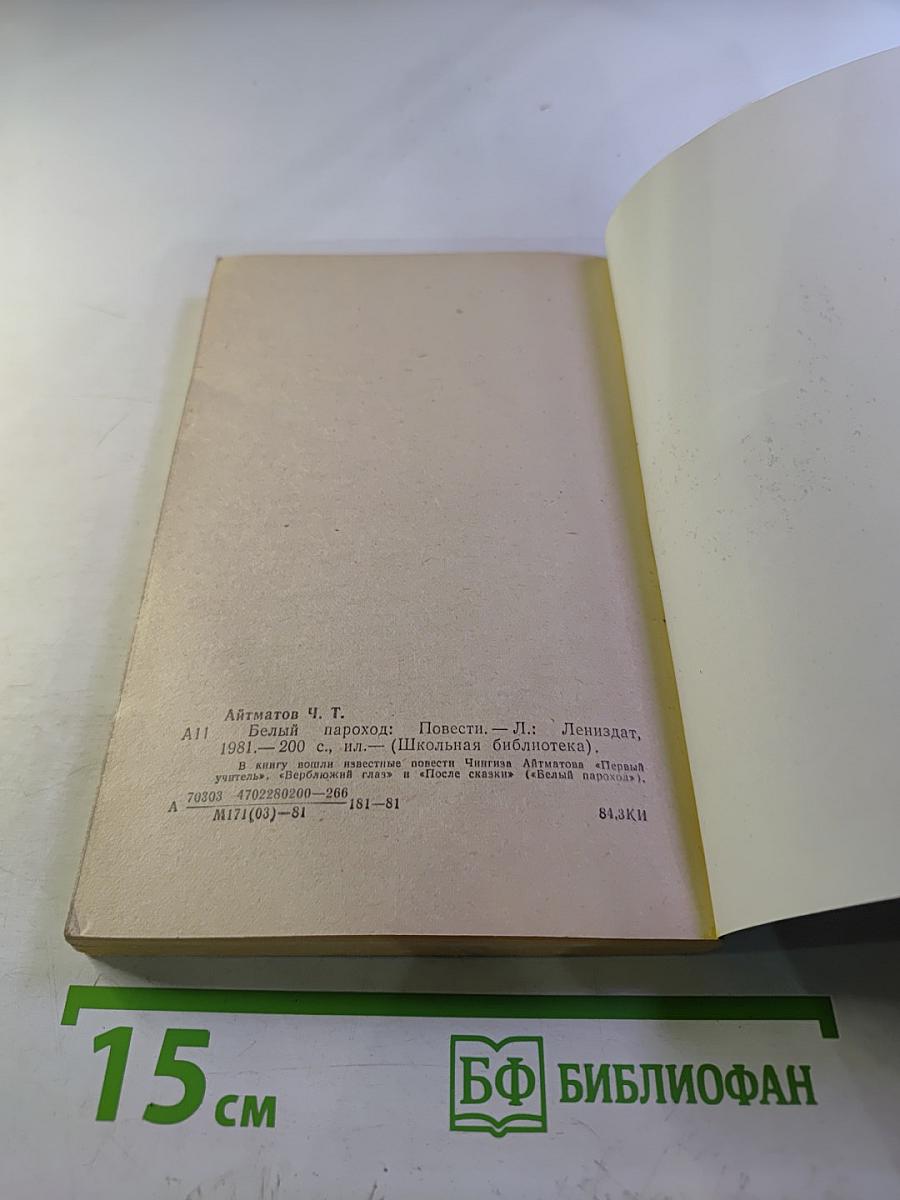 Айтматов Ч. Т.
А11 Белый пароход: Повести. — Л.: Лениздат,
1981.— 200 с., ил.— (Школьная библиотека).
В книгу вошли известные повести Чингиза Айтматова «Первый
учитель», «Верблюжий глаз» и «После сказки» («Белый пароход»).
А 70303 4702280200—266 181—81
М171(03)—81 84.3КИ
15 см
БФ БИБЛИОФАН